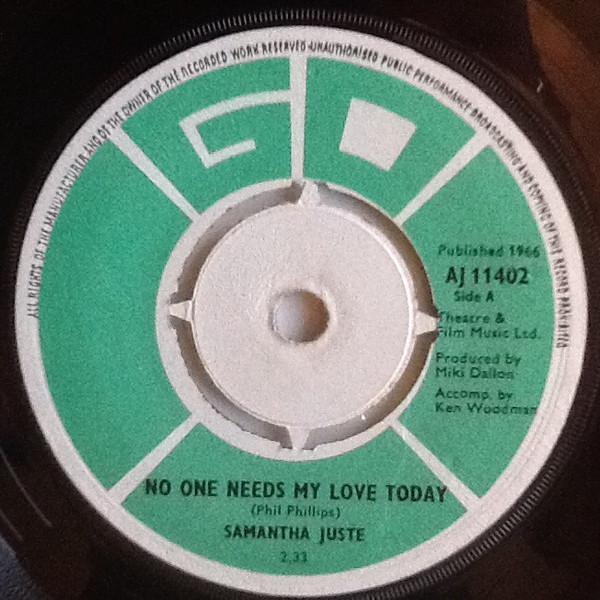 ALL RIGHTS OF THE MANUFACTURER AND OF THE OWNER OF THE RECORDED WORK RESERVED·UNAUTHORISED PUBLIC PERFORMANCE BROADCASTING AND COPYING OF THIS RECORD PROHIBITED
GO
Published 1966
AJ 11402
Side A
Theatre &
Film Music Ltd.
Produced by
Miki Dallon
Accomp. by
Ken Woodman
NO ONE NEEDS MY LOVE TODAY
(Phil Phillips)
SAMANTHA JUSTE
2.33